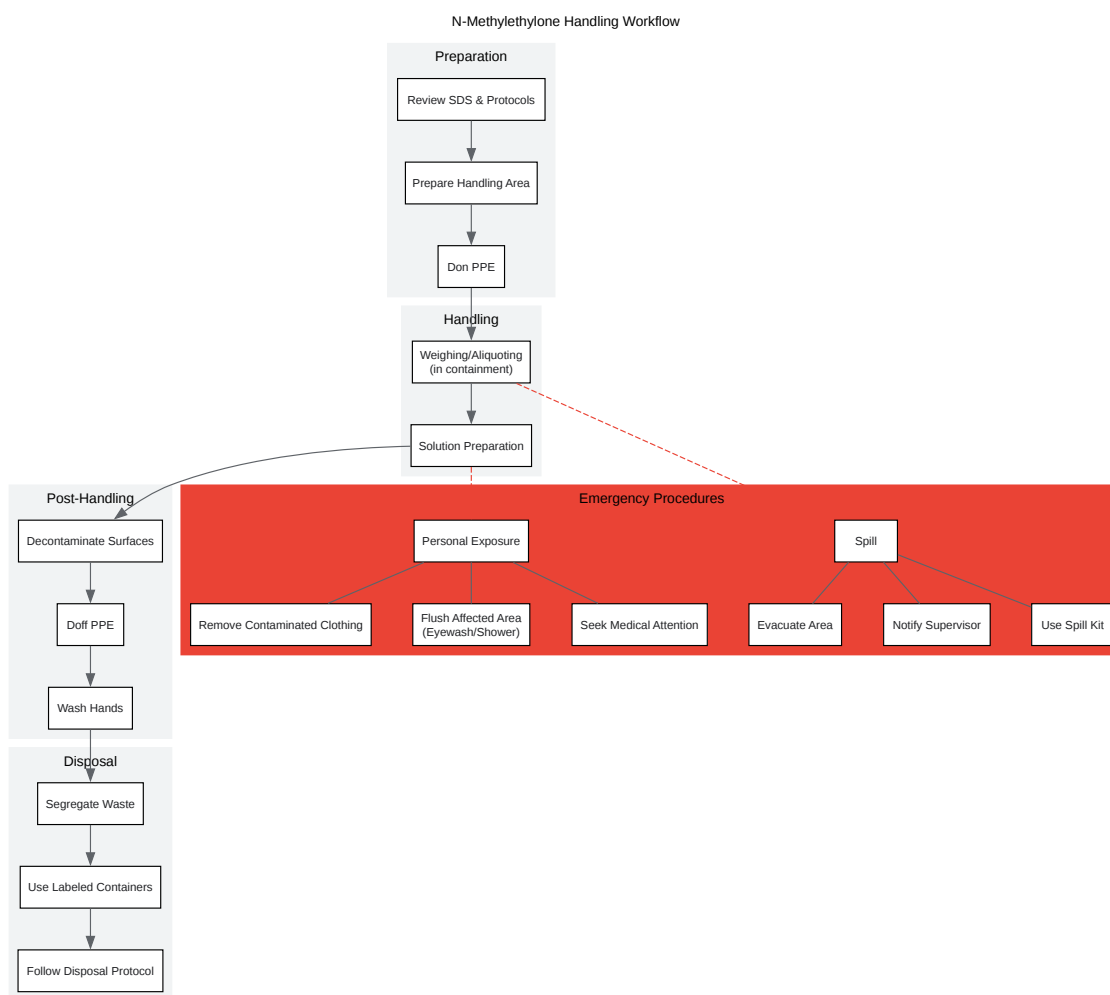 N-Methylethylone Handling Workflow
Preparation
Review SDS & Protocols
Prepare Handling Area
Don PPE
Handling
Weighing/Aliquoting
(in containment)
Solution Preparation
Post-Handling
Decontaminate Surfaces
Doff PPE
Wash Hands
Emergency Procedures
Personal Exposure
Spill
Remove Contaminated Clothing
Flush Affected Area
(Eyewash/Shower)
Seek Medical Attention
Evacuate Area
Notify Supervisor
Use Spill Kit
Disposal
Segregate Waste
Use Labeled Containers
Follow Disposal Protocol